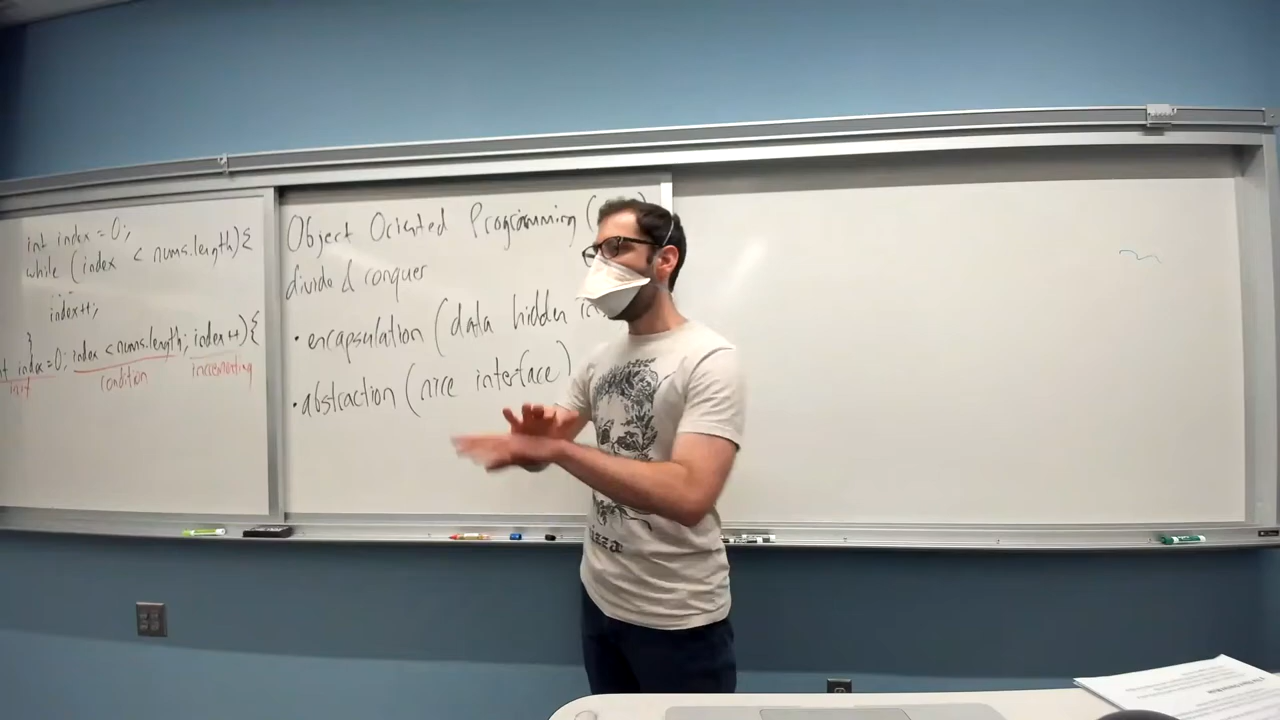 int index = 0;
while (index < nums.length){
index++;
}
index=0; index < nums.length; index++){
init condition incrementing
Object Oriented Programming (
divide & conquer
• encapsulation (data hidden
• abstraction (nice interface)